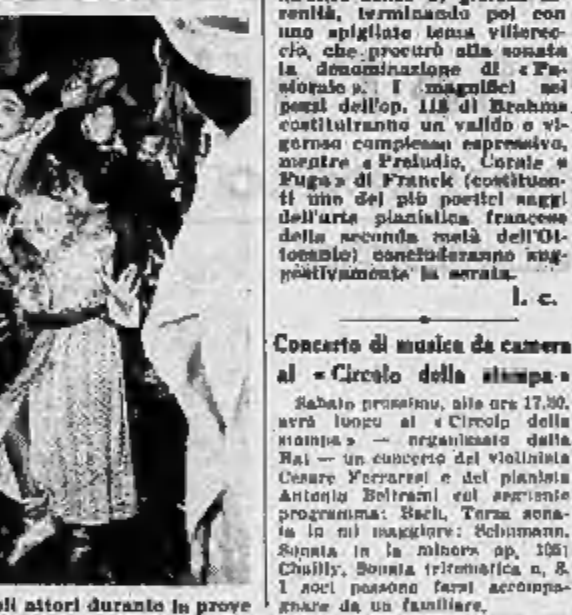 renità, terminando poi con
uno spigliato tema villerec-
cio, che procurò alla sonata
la denominazione di « Pa-
storale ». I magnifici sei
pezzi dell'op. 118 di Brahms
costituiranno un valido e vi-
goroso complesso espressivo,
mentre « Preludio, Corale e
Fuga » di Franck (costituen-
ti uno dei più poetici saggi
dell'arte pianistica francese
della seconda metà dell'Ot-
tocento) concluderanno sug-
gestivamente la serata.
l. c.
Concerto di musica da camera
al « Circolo della stampa »
Sabato prossimo, alle ore 17,30,
avrà luogo al « Circolo della
stampa » — organizzato dalla
Rai — un concerto del violinista
Cesare Ferraresi e del pianista
Antonio Beltrami col seguente
programma: Bach, Terza sona-
ta in mi maggiore; Schumann,
Sonata in la minore op. 105;
Chailly, Sonata tritematica n. 8.
I soci possono farsi accompa-
gnare da un familiare.
gli attori durante le prove